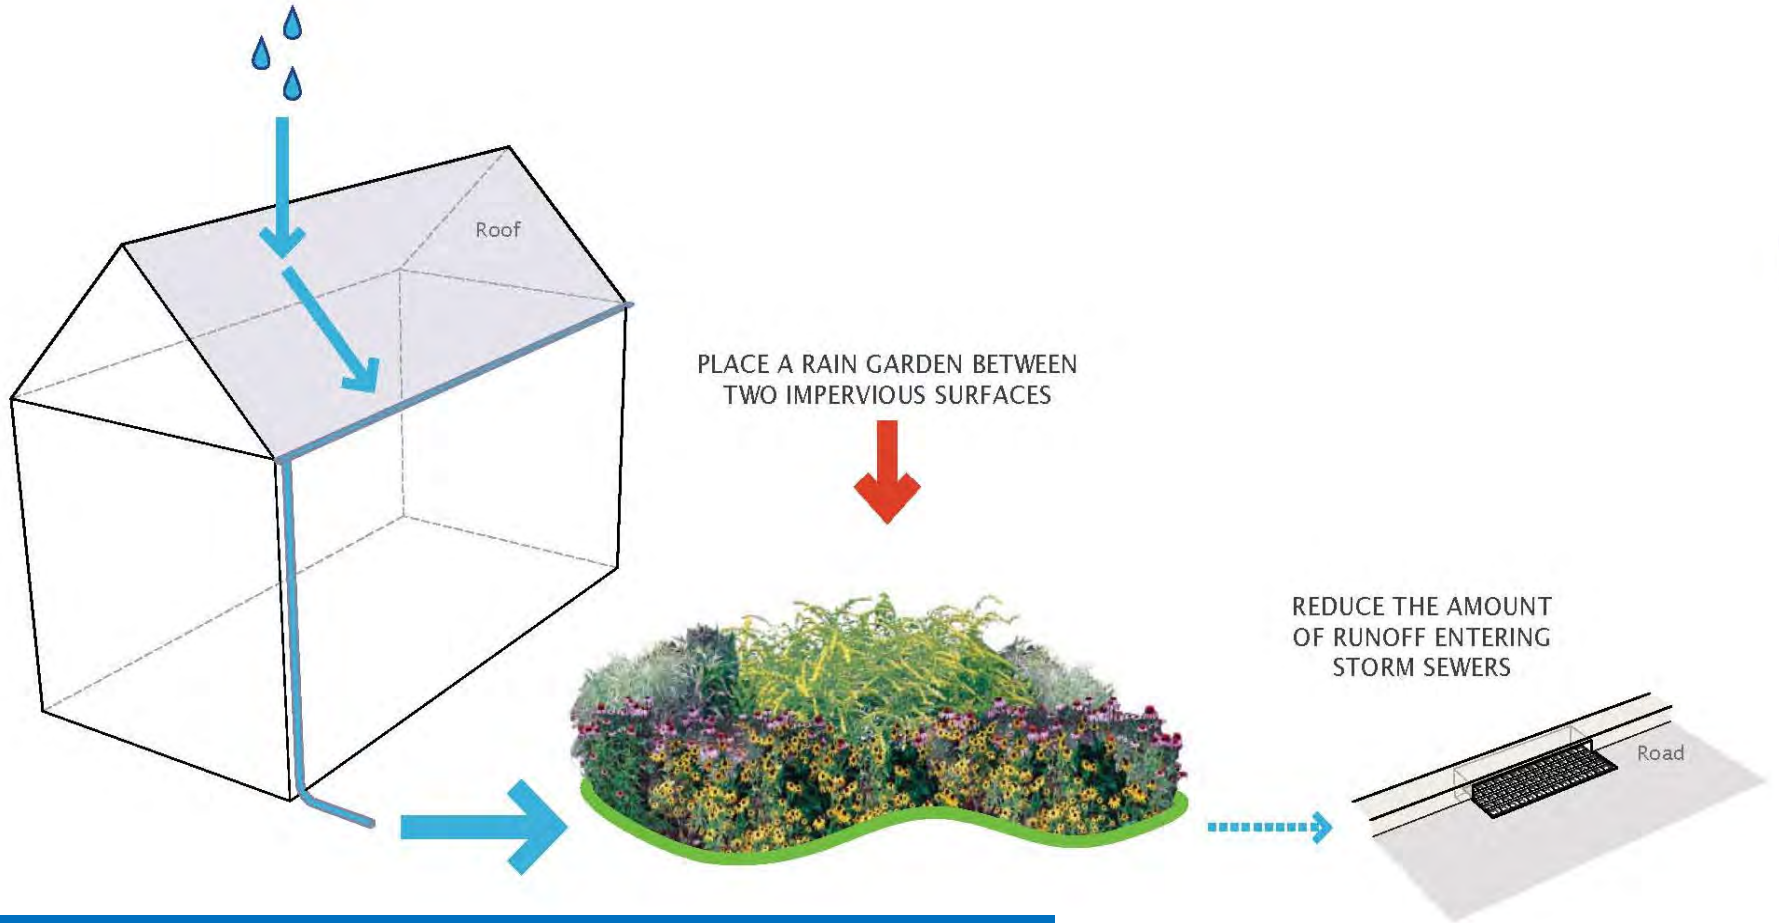 Roof
PLACE A RAIN GARDEN BETWEEN
TWO IMPERVIOUS SURFACES
REDUCE THE AMOUNT
OF RUNOFF ENTERING
STORM SEWERS
Road